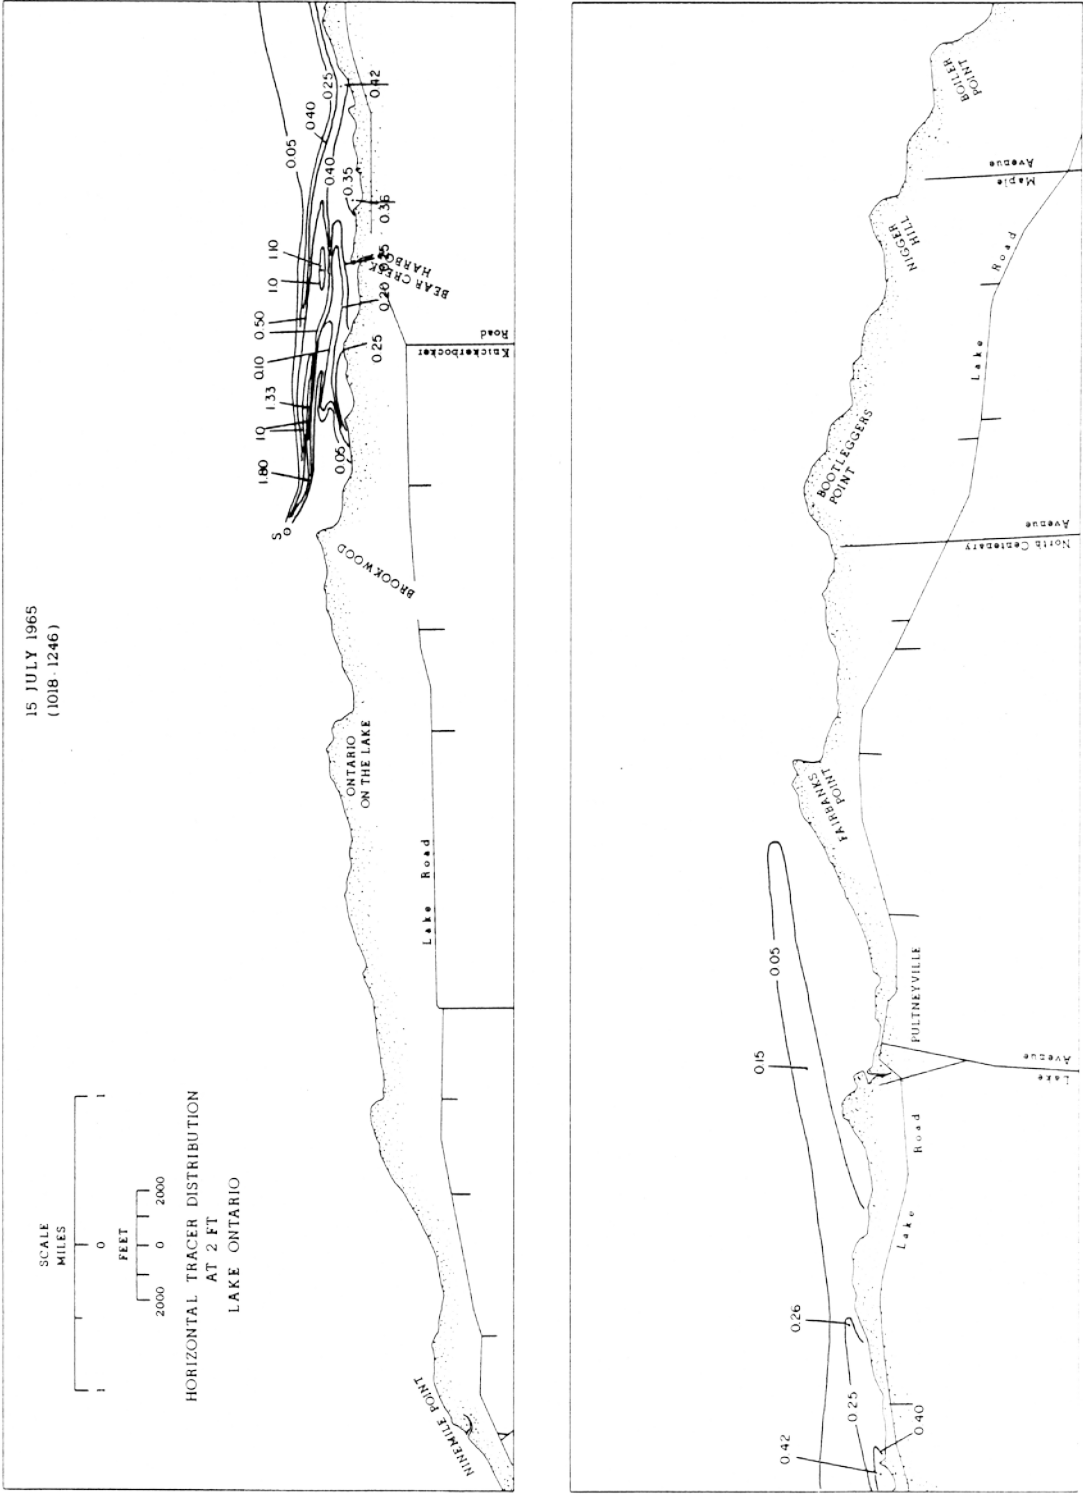 15 JULY 1965
(1018-1246)
SCALE
MILES
1 0 1
FEET
2000 0 2000
HORIZONTAL TRACER DISTRIBUTION
AT 2 FT
LAKE ONTARIO
NINEMILE POINT
ONTARIO
ON THE LAKE
Lake Road
BROOKWOOD
S
1.80
1.0
1.33
0.10
0.50
1.0
1.10
0.05
0.40
0.25
0.40
0.35
0.42
0.36
0.20
0.25
0.05
BEAR CREEK
Knickerbocker
Road
0.42
0.25
0.40
0.26
0.15
0.05
Lake Road
Lake
Avenue
PULTNEYVILLE
FAIRBANKS
POINT
North Centenary
Avenue
BOOTLEGGERS
POINT
Lake Road
NIGGER
HILL
Maple
Avenue
BOILER
POINT